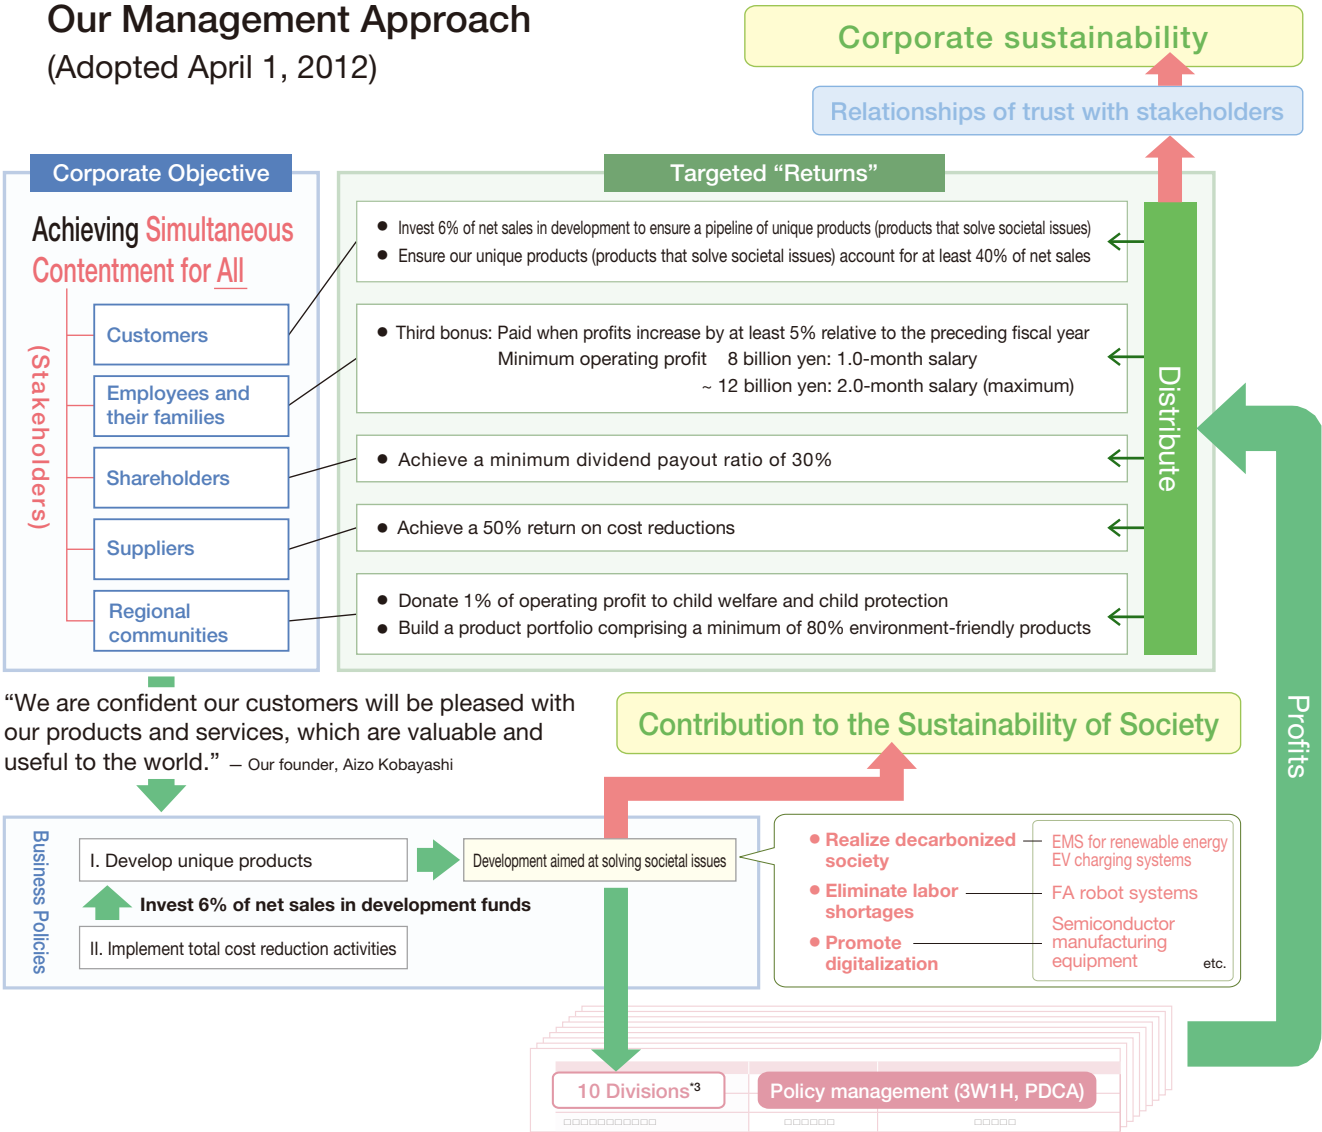 Our Management Approach
(Adopted April 1, 2012)
Corporate sustainability
Relationships of trust with stakeholders
Corporate Objective
Achieving Simultaneous
Contentment for All
(Stakeholders)
Customers
Employees and
their families
Shareholders
Suppliers
Regional
communities
Targeted “Returns”
● Invest 6% of net sales in development to ensure a pipeline of unique products (products that solve societal issues)
● Ensure our unique products (products that solve societal issues) account for at least 40% of net sales
● Third bonus: Paid when profits increase by at least 5% relative to the preceding fiscal year
Minimum operating profit 8 billion yen: 1.0-month salary
~ 12 billion yen: 2.0-month salary (maximum)
● Achieve a minimum dividend payout ratio of 30%
● Achieve a 50% return on cost reductions
● Donate 1% of operating profit to child welfare and child protection
● Build a product portfolio comprising a minimum of 80% environment-friendly products
Distribute
Profits
“We are confident our customers will be pleased with
our products and services, which are valuable and
useful to the world.” — Our founder, Aizo Kobayashi
Contribution to the Sustainability of Society
Business Policies
I. Develop unique products
Invest 6% of net sales in development funds
II. Implement total cost reduction activities
Development aimed at solving societal issues
● Realize decarbonized
society
EMS for renewable energy
EV charging systems
● Eliminate labor
shortages
FA robot systems
● Promote
digitalization
Semiconductor
manufacturing
equipment
etc.
10 Divisions*3
Policy management (3W1H, PDCA)
□□□□□□□□□□□ □□□□□□ □□□□□